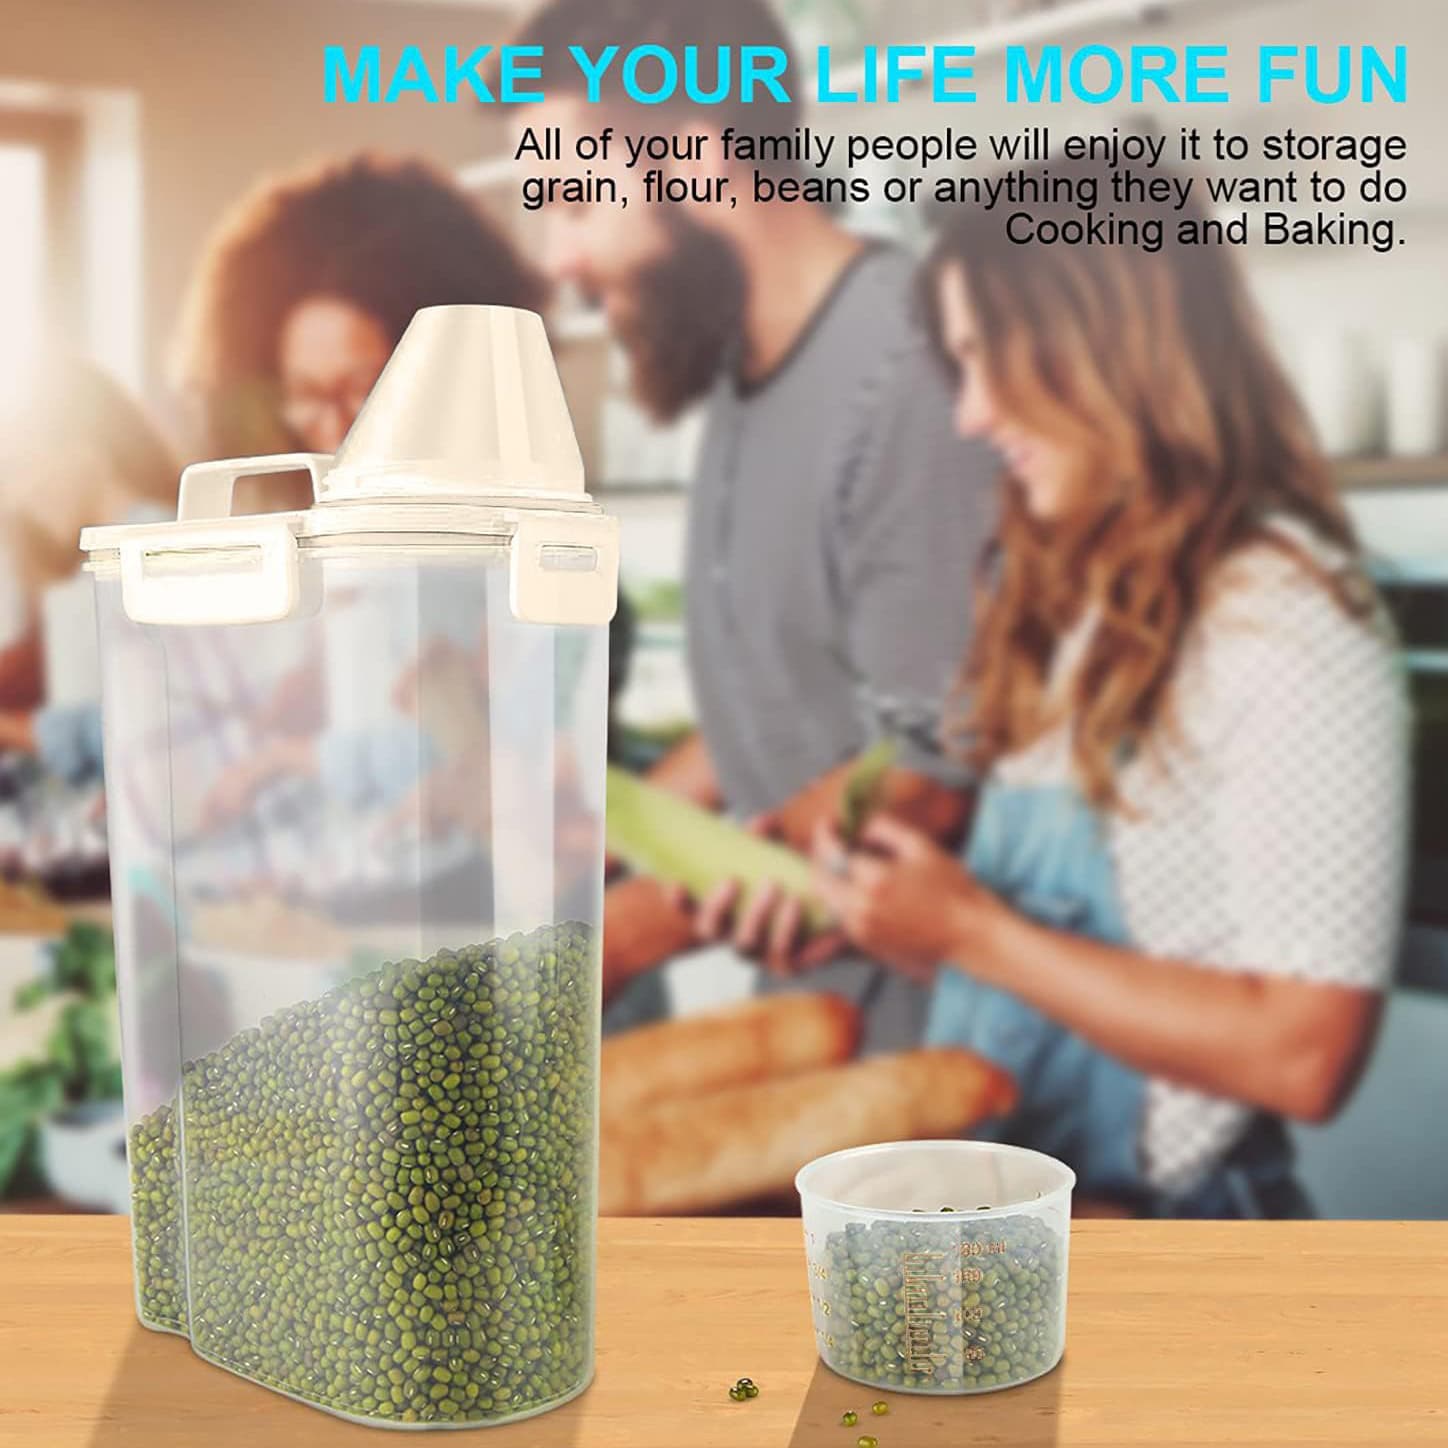 MAKE YOUR LIFE MORE FUN
All of your family people will enjoy it to storage
grain, flour, beans or anything they want to do
Cooking and Baking.